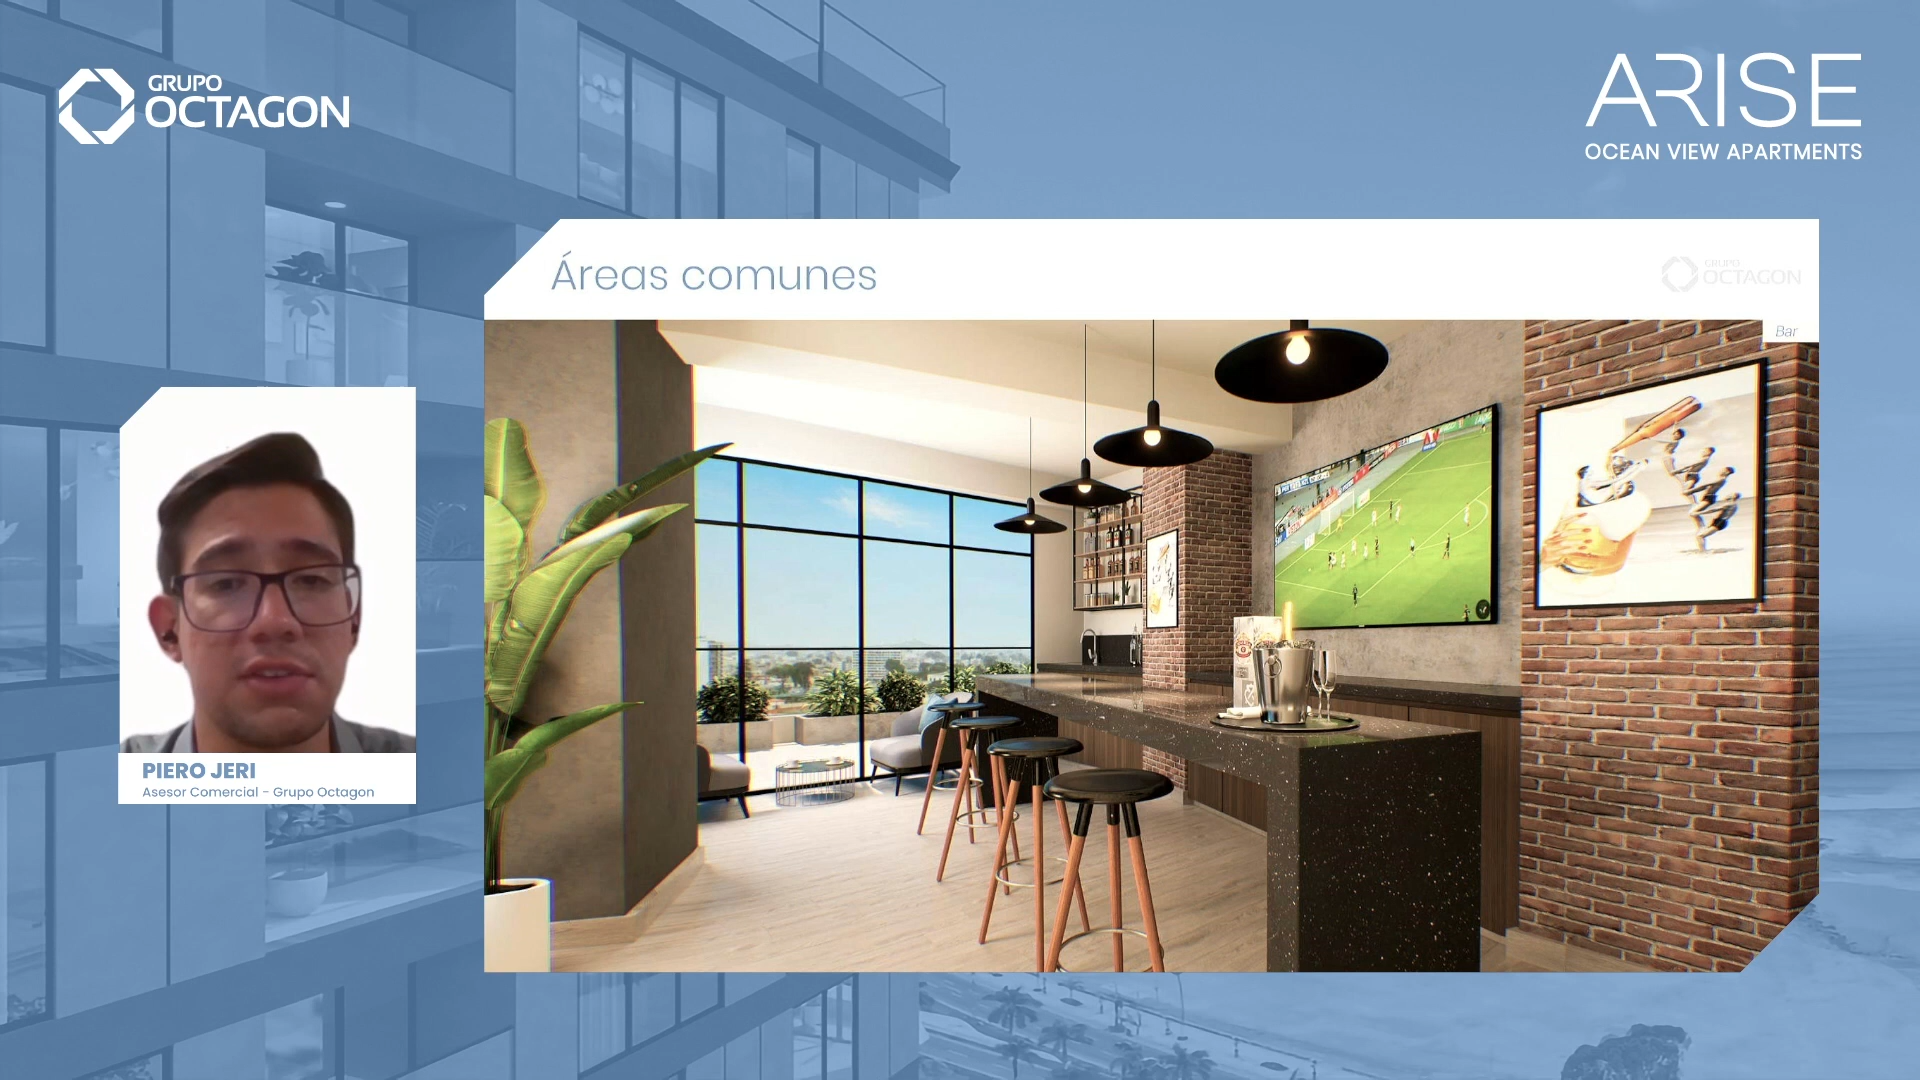 GRUPO
OCTAGON
ARISE
OCEAN VIEW APARTMENTS
Áreas comunes
GRUPO
OCTAGON
Bar
PIERO JERI
Asesor Comercial - Grupo Octagon